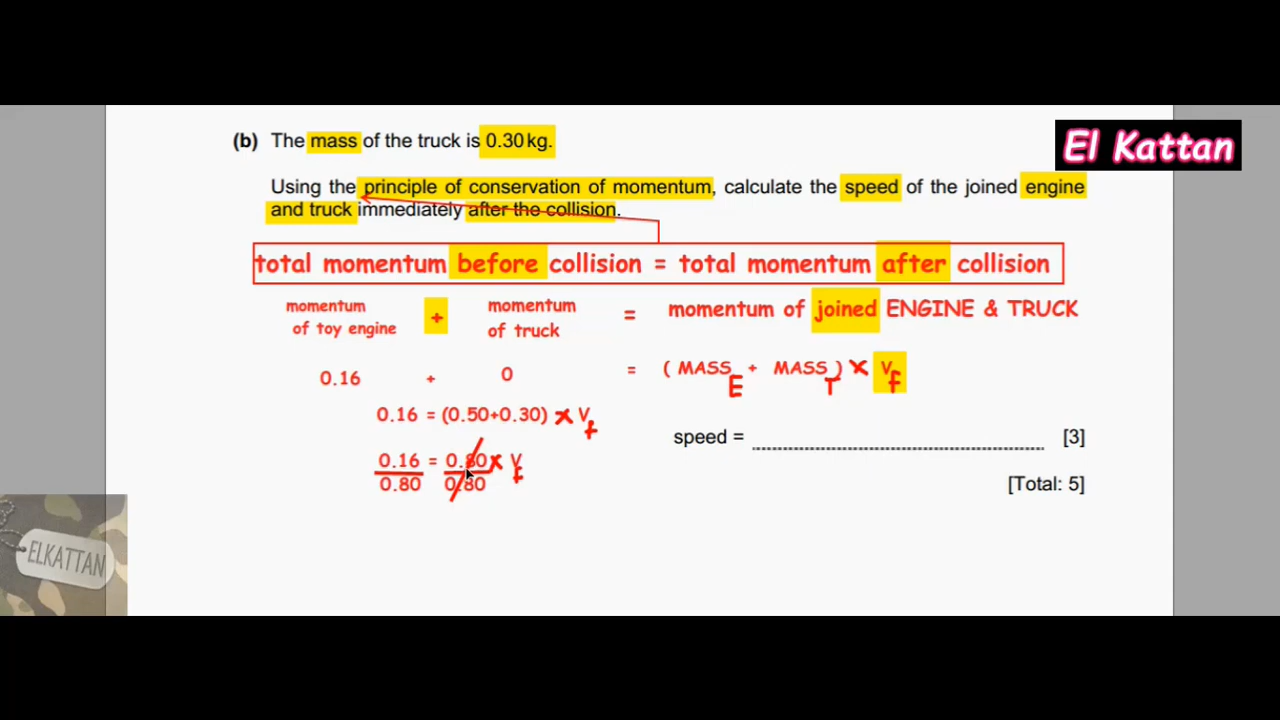 El Kattan
(b) The mass of the truck is 0.30 kg.
Using the principle of conservation of momentum, calculate the speed of the joined engine
and truck immediately after the collision.
total momentum before collision = total momentum after collision
momentum of toy engine + momentum of truck = momentum of joined ENGINE & TRUCK
0.16 + 0 = ( MASS E + MASS T ) × V f
0.16 = (0.50+0.30) × V f
speed = [3]
0.16 = 0.80 × V f
0.80 0.80
[Total: 5]
ELKATTAN